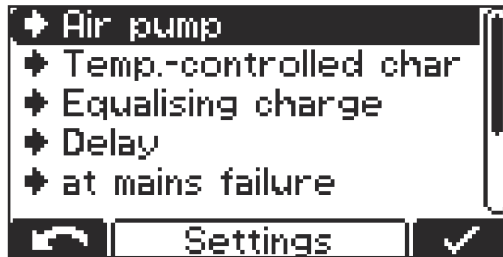 Air pump
Temp.-controlled char
Equalising charge
Delay
at mains failure
Settings